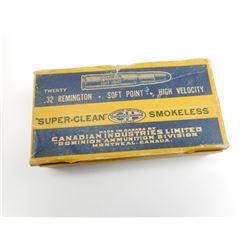 TWENTY
.32 REMINGTON - SOFT POINT HIGH VELOCITY
"SUPER-CLEAN" SMOKELESS
MADE IN CANADA BY
CANADIAN INDUSTRIES LIMITED
"DOMINION" AMMUNITION DIVISION
MONTREAL, CANADA.